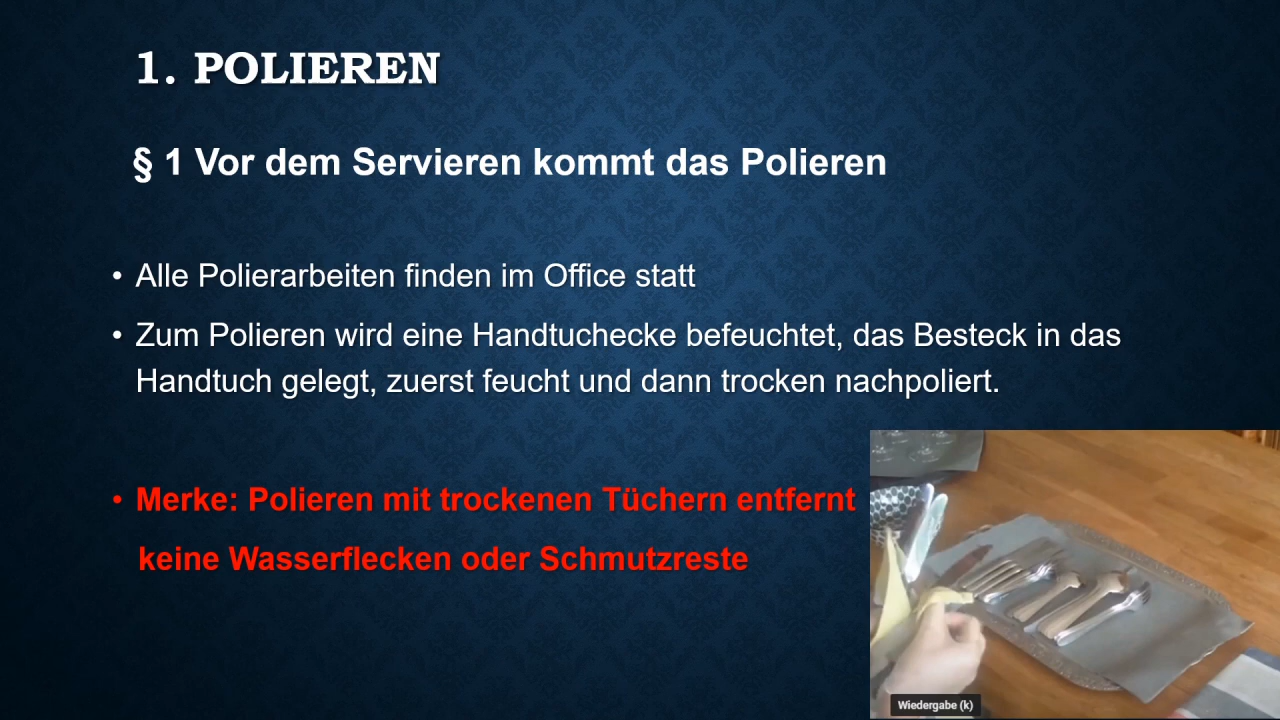 1. POLIEREN
§ 1 Vor dem Servieren kommt das Polieren
• Alle Polierarbeiten finden im Office statt
• Zum Polieren wird eine Handtuchecke befeuchtet, das Besteck in das
Handtuch gelegt, zuerst feucht und dann trocken nachpoliert.
• Merke: Polieren mit trockenen Tüchern entfernt
keine Wasserflecken oder Schmutzreste
Wiedergabe (k)